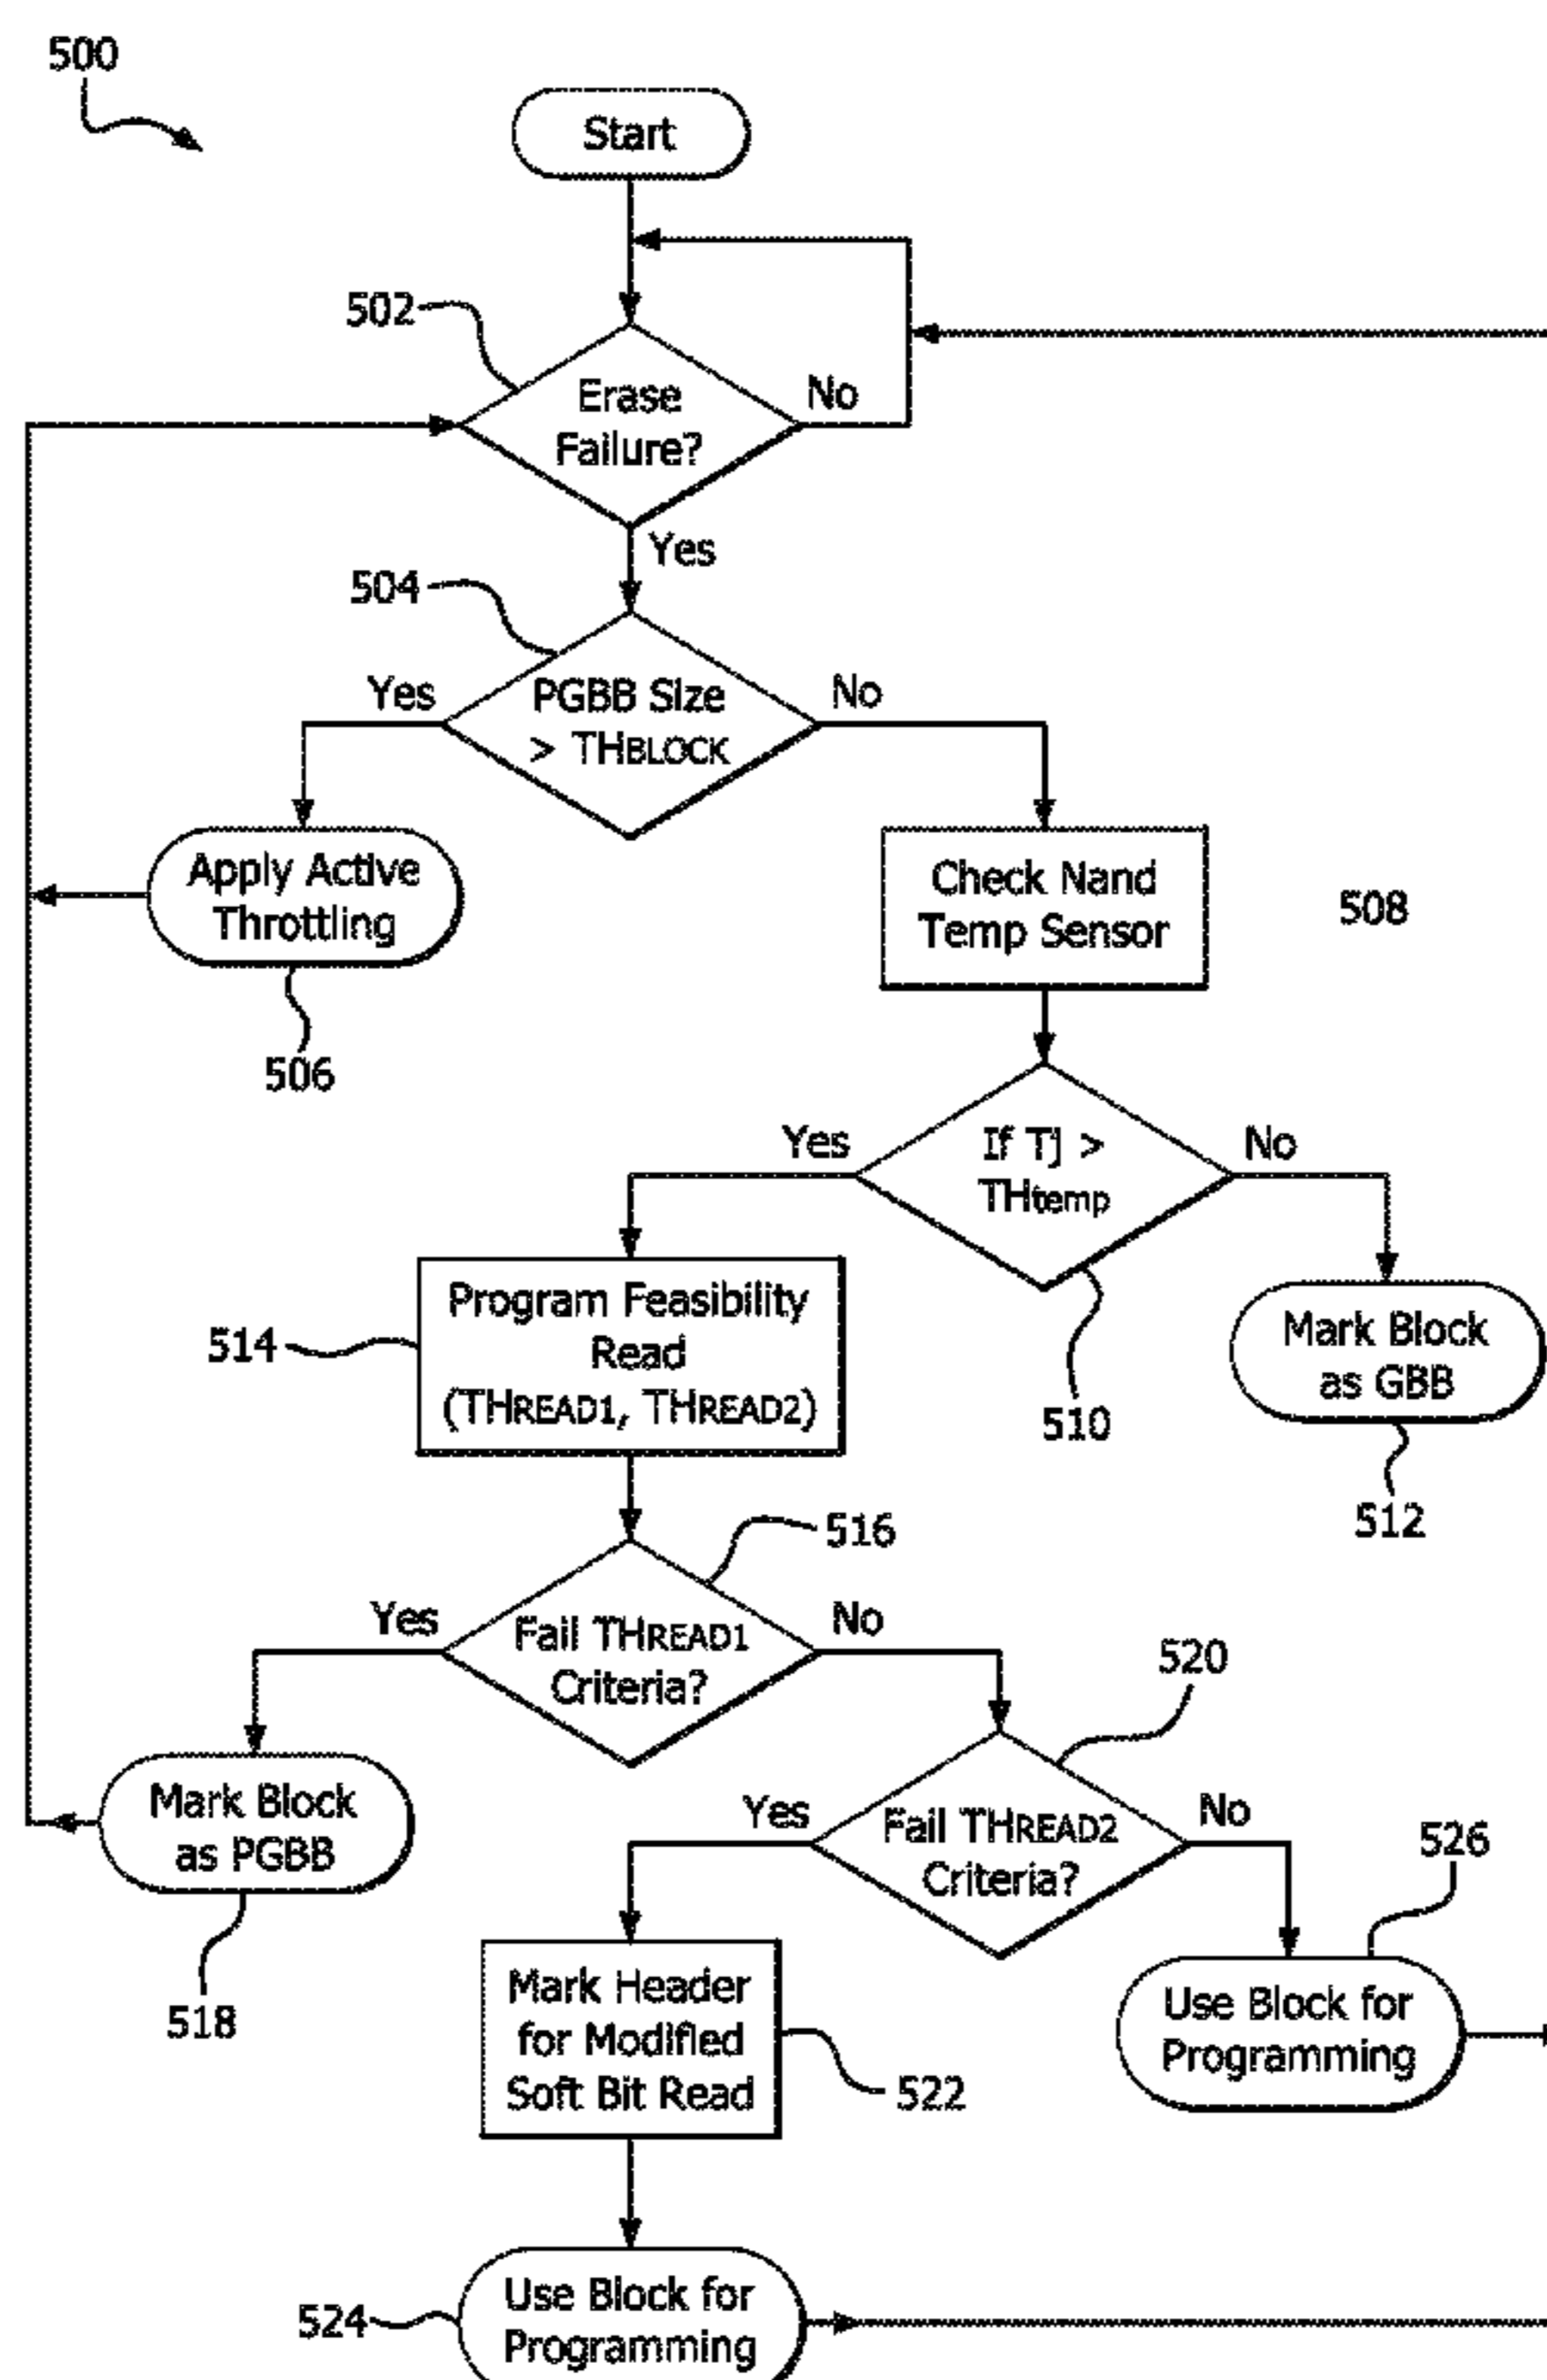 500
Start
502
Erase
Failure?
No
Yes
504
Yes
PGBB Size
> THBLOCK
No
Apply Active
Throttling
506
Check Nand
Temp Sensor
508
Yes
If Tj >
THtemp
No
510
Mark Block
as GBB
512
514
Program Feasibility
Read
(THREAD1, THREAD2)
516
Yes
Fail THREAD1
Criteria?
No
520
Mark Block
as PGBB
518
Yes
Fail THREAD2
Criteria?
No
526
Mark Header
for Modified
Soft Bit Read
522
Use Block for
Programming
524
Use Block for
Programming